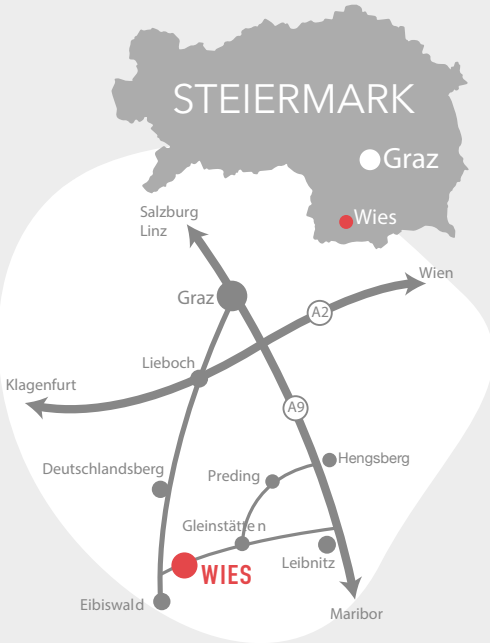 STEIERMARK
Graz
Wies
Salzburg
Linz
Wien
Graz
A2
Lieboch
Klagenfurt
A9
Hengsberg
Deutschlandsberg
Preding
Gleinstätten
Leibnitz
WIES
Eibiswald
Maribor